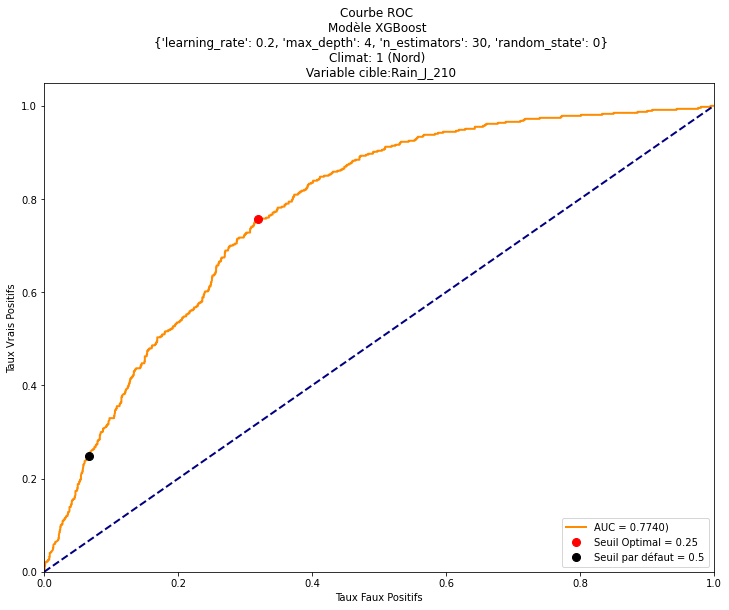 Courbe ROC
Modèle XGBoost
{'learning_rate': 0.2, 'max_depth': 4, 'n_estimators': 30, 'random_state': 0}
Climat: 1 (Nord)
Variable cible:Rain_J_210
Taux Vrais Positifs
1.0
0.8
0.6
0.4
0.2
0.0
0.0 0.2 0.4 0.6 0.8 1.0
Taux Faux Positifs
AUC = 0.7740)
Seuil Optimal = 0.25
Seuil par défaut = 0.5